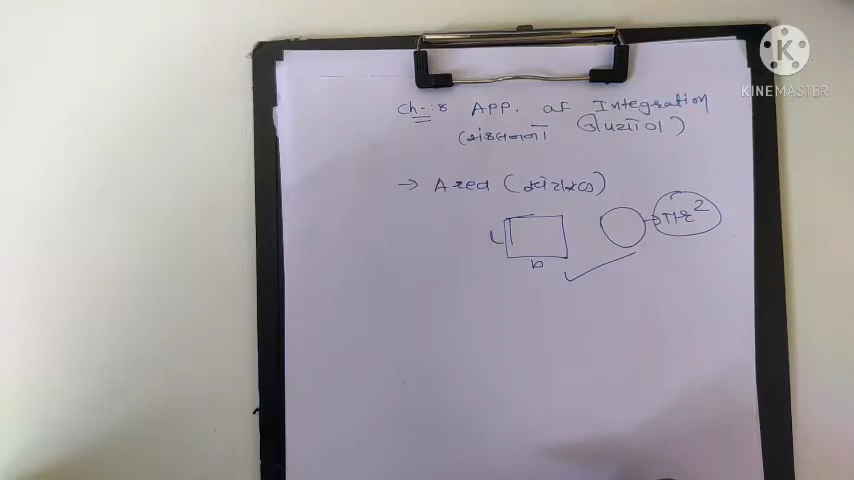 K
KINEMASTER
Ch-:8 APP. of Integration
(સંકલનનો ઉપયોગ)
→ Area (ક્ષેત્રફળ)
L
b
πr²